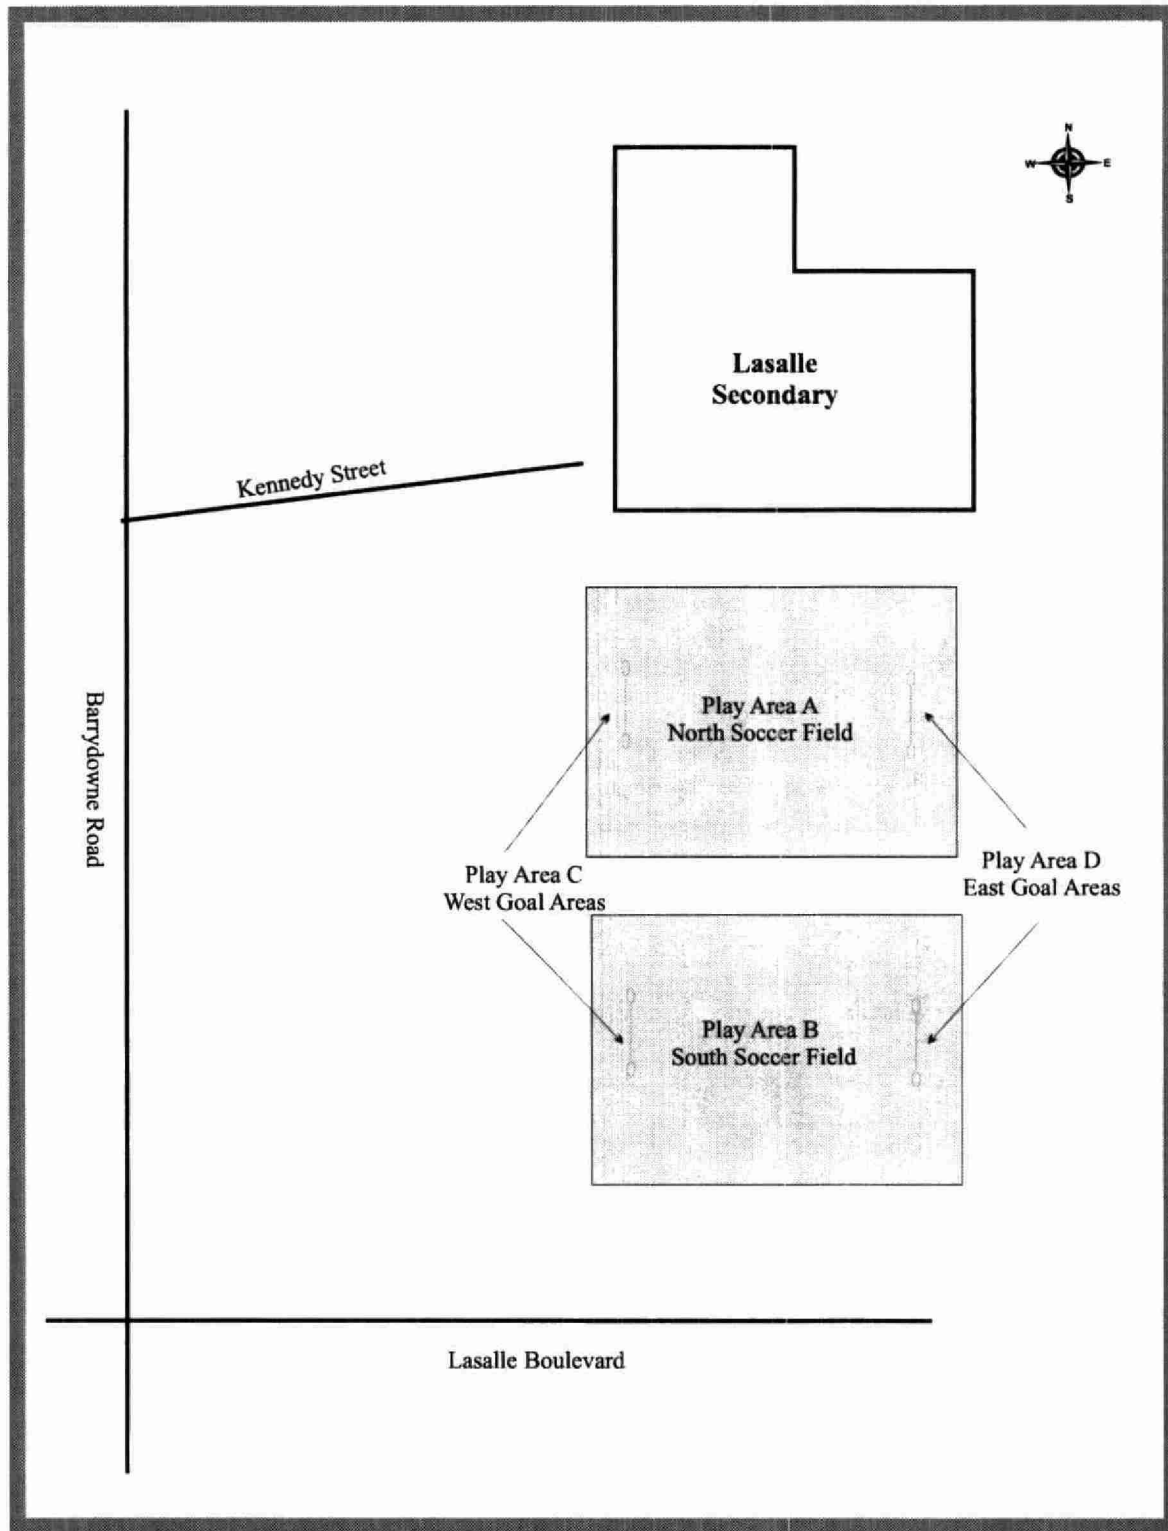 N
W E
S
Lasalle
Secondary
Kennedy Street
Barrydowne Road
Play Area A
North Soccer Field
Play Area C
West Goal Areas
Play Area D
East Goal Areas
Play Area B
South Soccer Field
Lasalle Boulevard